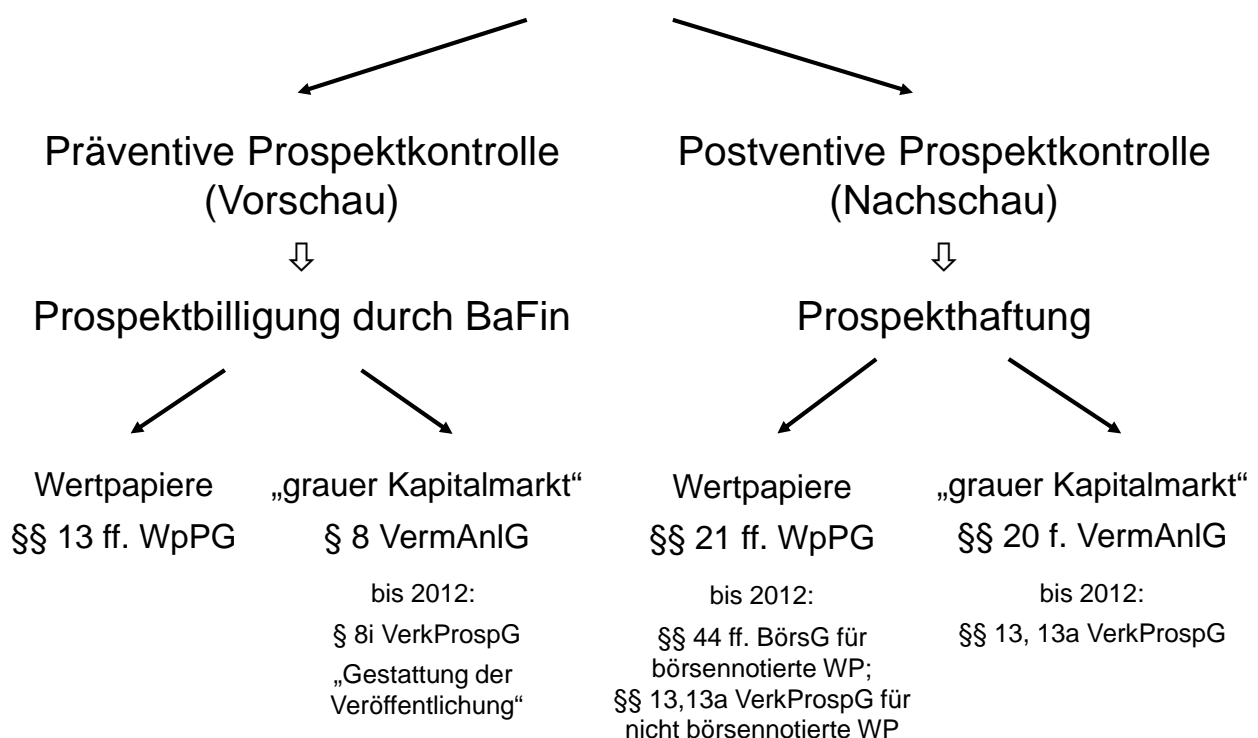 Präventive Prospektkontrolle
(Vorschau)
⇩
Prospektbilligung durch BaFin
Wertpapiere
§§ 13 ff. WpPG
„grauer Kapitalmarkt“
§ 8 VermAnlG
bis 2012:
§ 8i VerkProspG
„Gestattung der
Veröffentlichung“
Postventive Prospektkontrolle
(Nachschau)
⇩
Prospekthaftung
Wertpapiere
§§ 21 ff. WpPG
bis 2012:
§§ 44 ff. BörsG für
börsennotierte WP;
§§ 13,13a VerkProspG für
nicht börsennotierte WP
„grauer Kapitalmarkt“
§§ 20 f. VermAnlG
bis 2012:
§§ 13, 13a VerkProspG